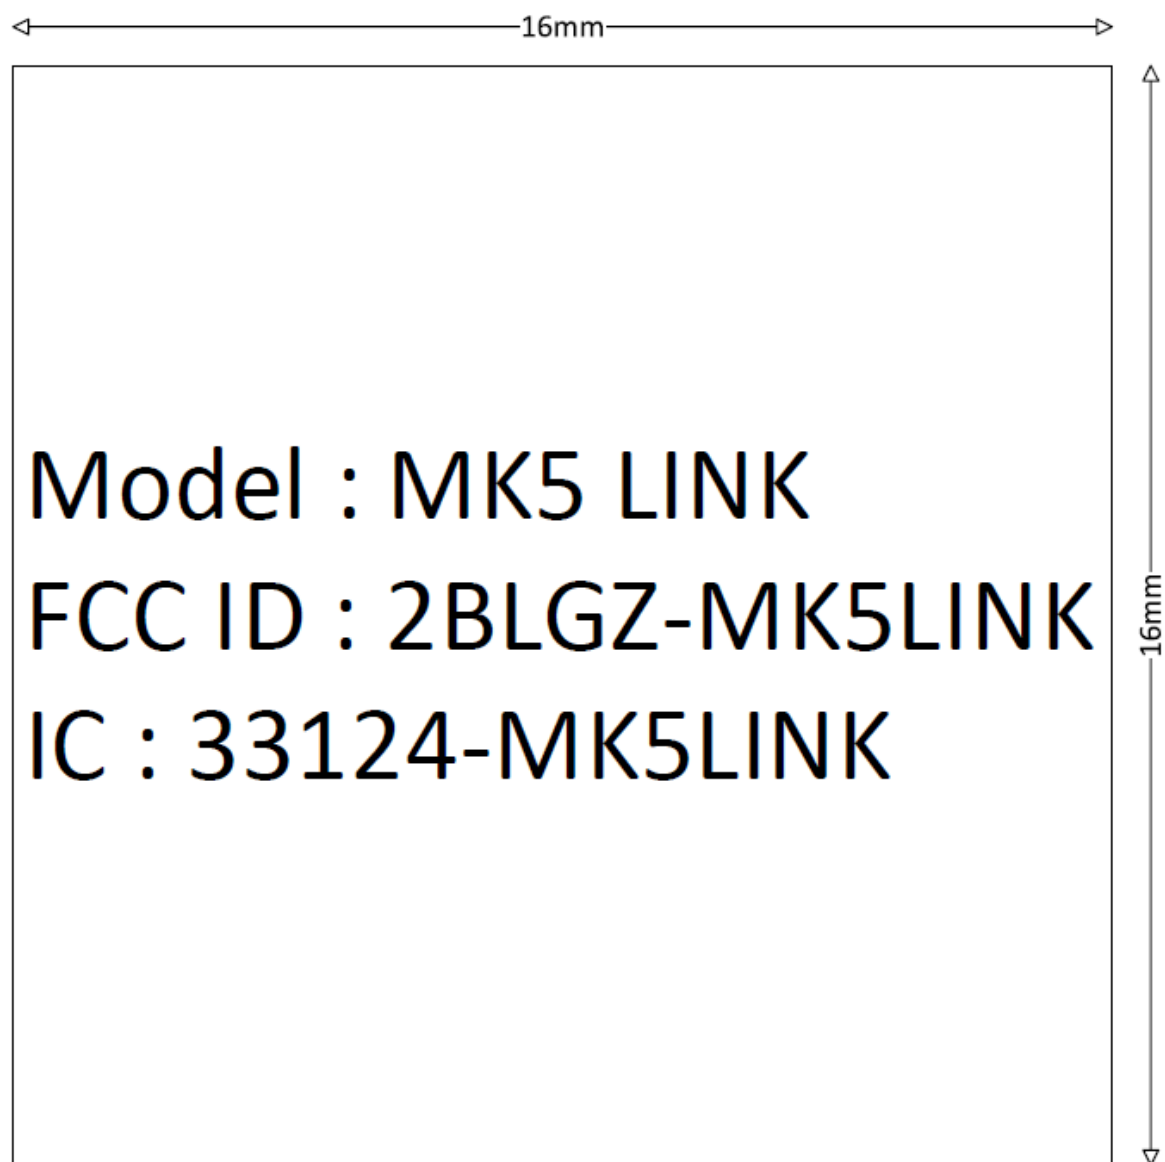 16mm
Model : MK5 LINK
FCC ID : 2BLGZ-MK5LINK
16mm
IC : 33124-MK5LINK